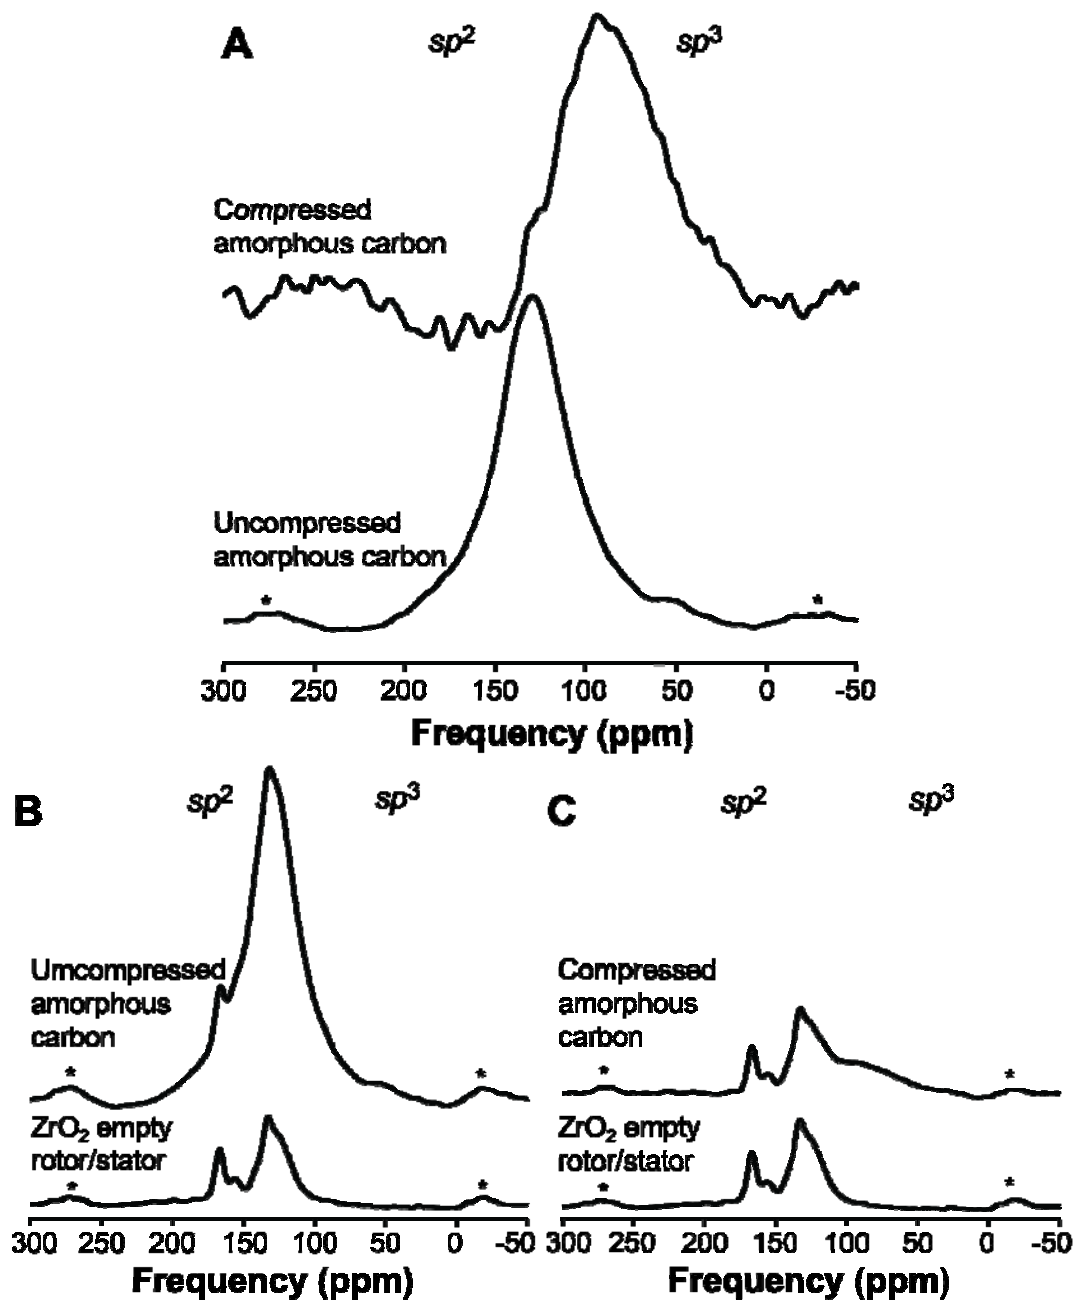 A
sp2
sp3
Compressed
amorphous carbon
Uncompressed
amorphous carbon
*
*
300 250 200 150 100 50 0 -50
Frequency (ppm)
B
sp2
sp3
Umcompressed
amorphous
carbon
*
*
ZrO2 empty
rotor/stator
*
*
300 250 200 150 100 50 0 -50
Frequency (ppm)
C
sp2
sp3
Compressed
amorphous
carbon
*
*
ZrO2 empty
rotor/stator
*
*
300 250 200 150 100 50 0 -50
Frequency (ppm)